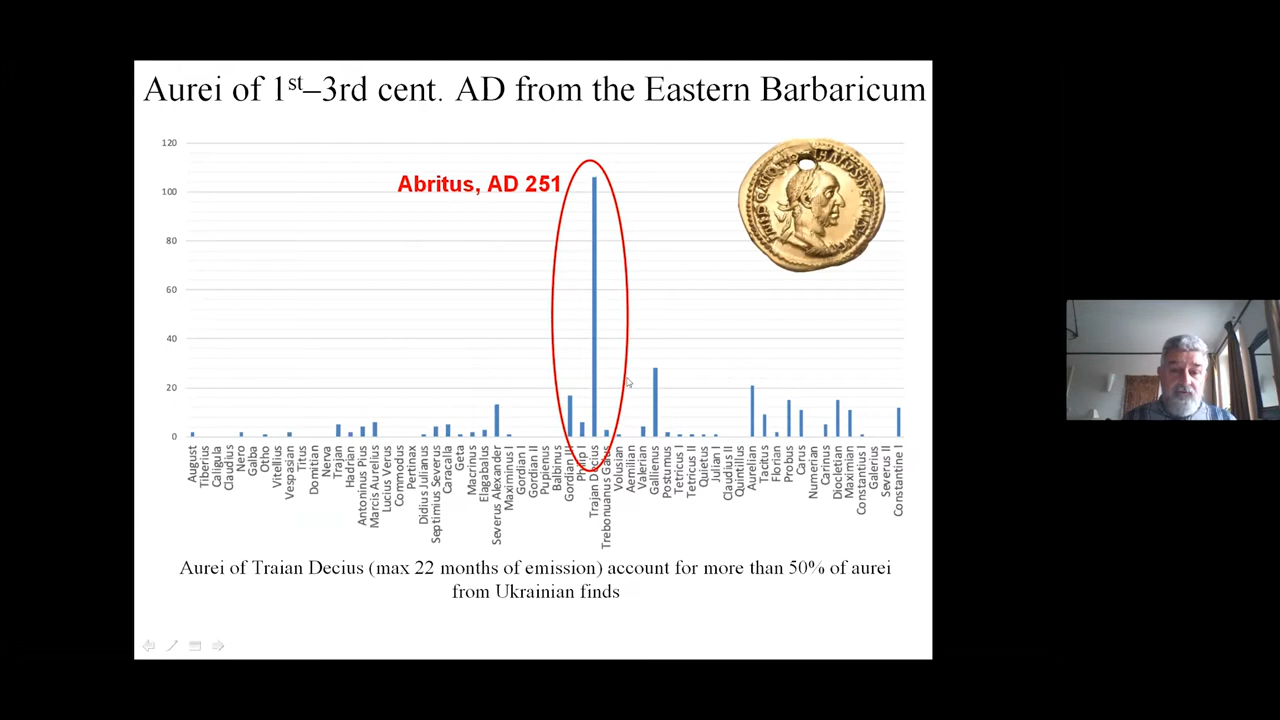 Aurei of 1st–3rd cent. AD from the Eastern Barbaricum
120
100
80
60
40
20
0
Abritus, AD 251
August
Tiberius
Caligula
Claudius
Nero
Galba
Otho
Vitellius
Vespasian
Titus
Domitian
Nerva
Trajan
Hadrian
Antoninus Pius
Marcis Aurelius
Lucius Verus
Commodus
Pertinax
Didius Julianus
Septimius Severus
Caracalla
Geta
Macrinus
Elagabalus
Severus Alexander
Maximinus I
Gordian I
Gordian II
Pupienus
Balbinus
Gordian III
Philip I
Trajan Decius
Trebonuanus Gallus
Volusian
Aemilian
Valerian
Gallienus
Postumus
Tetricus I
Tetricus II
Quietus
Julian I
Claudius II
Quintillus
Aurelian
Tacitus
Florian
Probus
Carus
Numerian
Carinus
Diocletian
Maximian
Constantius I
Galerius
Severus II
Constantine I
Aurei of Traian Decius (max 22 months of emission) account for more than 50% of aurei
from Ukrainian finds